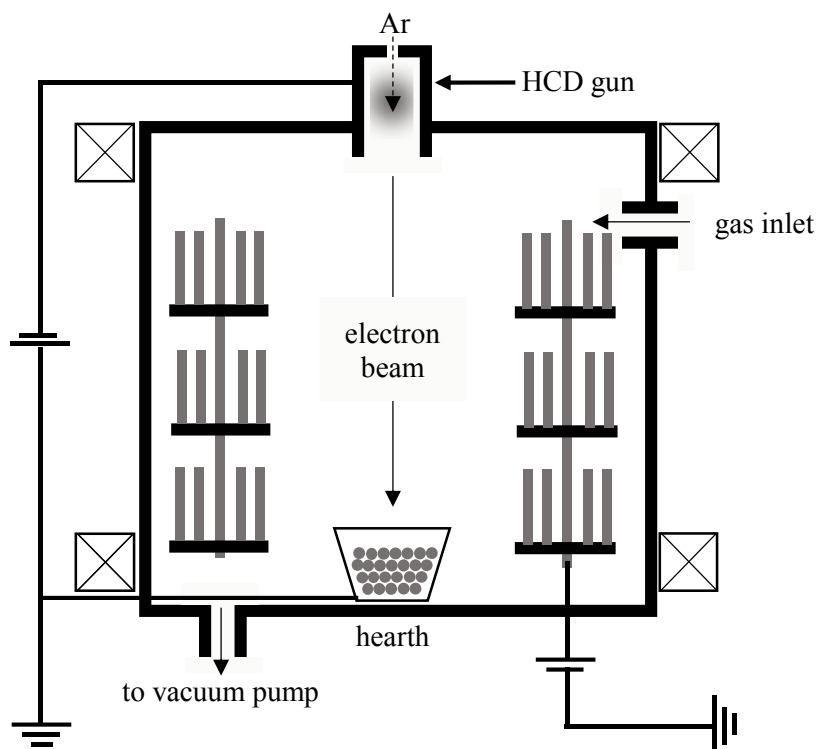 Ar
HCD gun
gas inlet
electron
beam
hearth
to vacuum pump